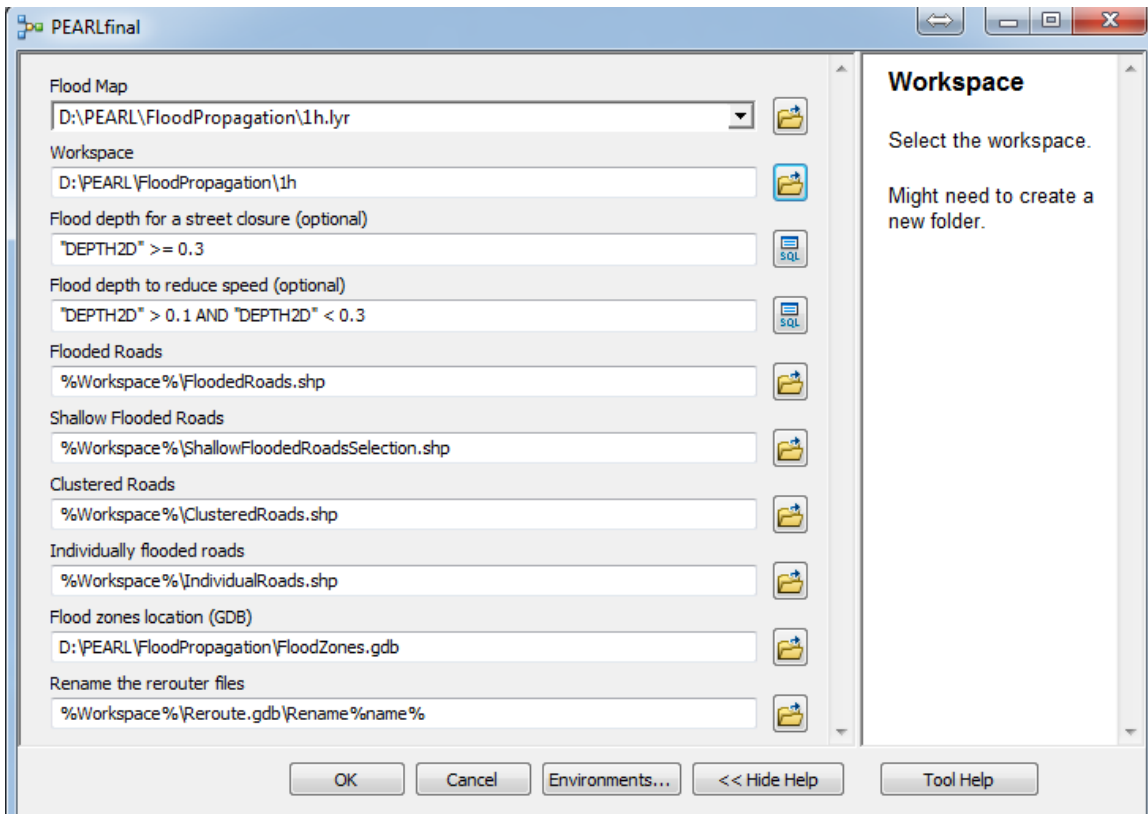 PEARLfinal
Flood Map
D:\PEARL\FloodPropagation\1h.lyr
Workspace
D:\PEARL\FloodPropagation\1h
Flood depth for a street closure (optional)
"DEPTH2D" >= 0.3
SQL
Flood depth to reduce speed (optional)
"DEPTH2D" > 0.1 AND "DEPTH2D" < 0.3
SQL
Flooded Roads
%Workspace%\FloodedRoads.shp
Shallow Flooded Roads
%Workspace%\ShallowFloodedRoadsSelection.shp
Clustered Roads
%Workspace%\ClusteredRoads.shp
Individually flooded roads
%Workspace%\IndividualRoads.shp
Flood zones location (GDB)
D:\PEARL\FloodPropagation\FloodZones.gdb
Rename the rerouter files
%Workspace%\Reroute.gdb\Rename%name%
Workspace
Select the workspace.
Might need to create a
new folder.
OK
Cancel
Environments...
<< Hide Help
Tool Help